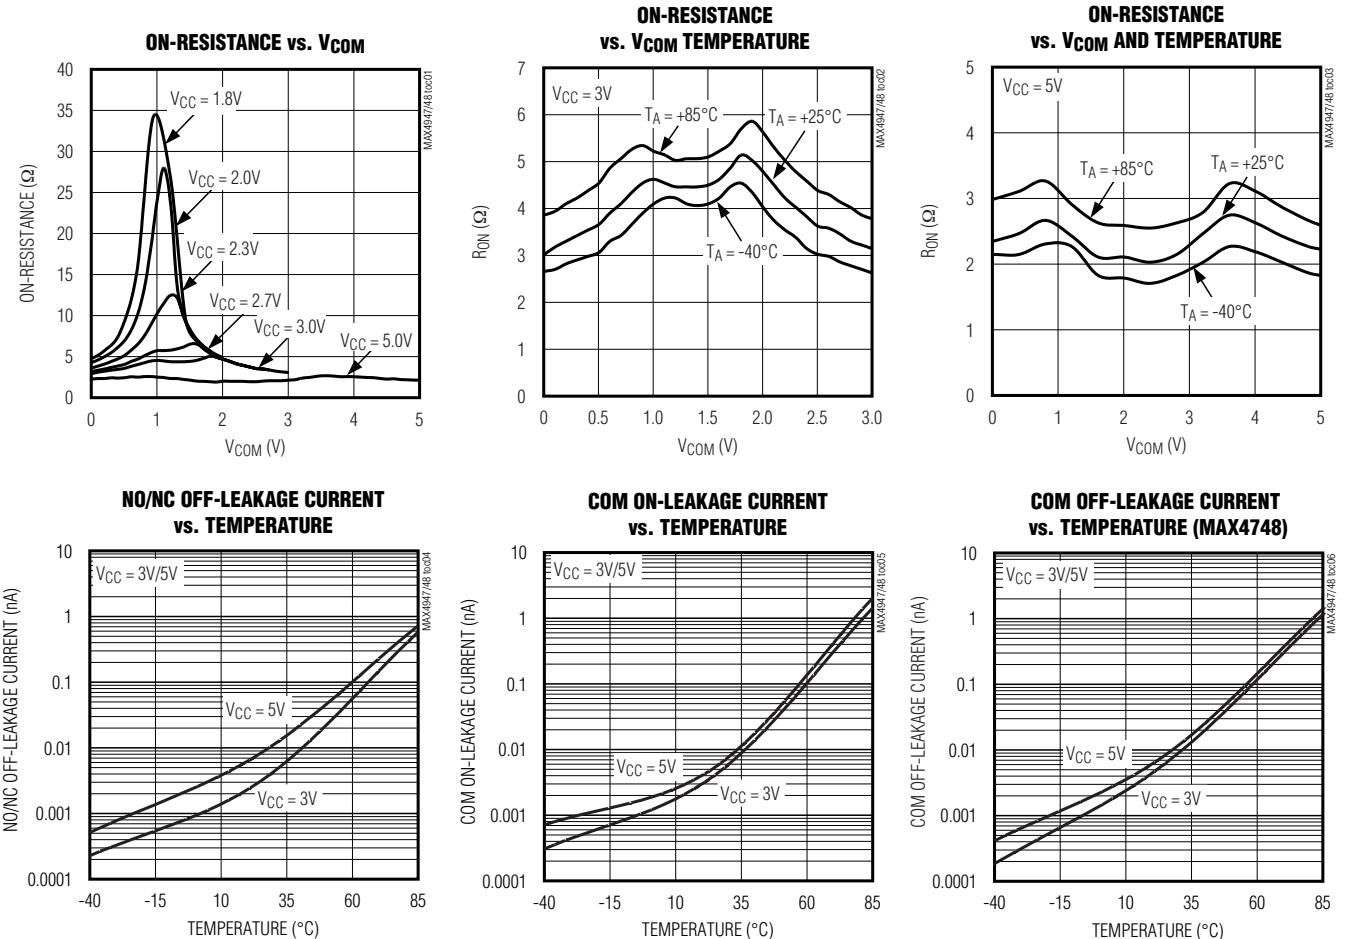 ON-RESISTANCE vs. VCOM
40
35
30
25
20
15
10
5
0
ON-RESISTANCE (Ω)
VCC = 1.8V
VCC = 2.0V
VCC = 2.3V
VCC = 2.7V
VCC = 3.0V
VCC = 5.0V
MAX4947/48 toc01
0 1 2 3 4 5
VCOM (V)
ON-RESISTANCE
vs. VCOM TEMPERATURE
7
6
5
4
3
2
1
0
RON (Ω)
VCC = 3V
TA = +85°C
TA = +25°C
TA = -40°C
MAX4947/48 toc02
0 0.5 1.0 1.5 2.0 2.5 3.0
VCOM (V)
ON-RESISTANCE
vs. VCOM AND TEMPERATURE
5
4
3
2
1
0
RON (Ω)
VCC = 5V
TA = +85°C
TA = +25°C
TA = -40°C
MAX4947/48 toc03
0 1 2 3 4 5
VCOM (V)
NO/NC OFF-LEAKAGE CURRENT
vs. TEMPERATURE
10
1
0.1
0.01
0.001
0.0001
NO/NC OFF-LEAKAGE CURRENT (nA)
VCC = 3V/5V
VCC = 5V
VCC = 3V
MAX4947/48 toc04
-40 -15 10 35 60 85
TEMPERATURE (°C)
COM ON-LEAKAGE CURRENT
vs. TEMPERATURE
10
1
0.1
0.01
0.001
0.0001
COM ON-LEAKAGE CURRENT (nA)
VCC = 3V/5V
VCC = 5V
VCC = 3V
MAX4947/48 toc05
-40 -15 10 35 60 85
TEMPERATURE (°C)
COM OFF-LEAKAGE CURRENT
vs. TEMPERATURE (MAX4748)
10
1
0.1
0.01
0.001
0.0001
COM OFF-LEAKAGE CURRENT (nA)
VCC = 3V/5V
VCC = 5V
VCC = 3V
MAX4947/48 toc06
-40 -15 10 35 60 85
TEMPERATURE (°C)